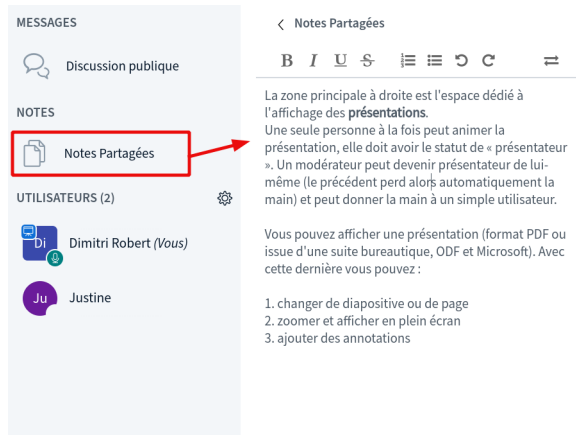 MESSAGES
Discussion publique
NOTES
Notes Partagées
UTILISATEURS (2)
Di
Dimitri Robert (Vous)
Ju
Justine
Notes Partagées
B I U S
La zone principale à droite est l'espace dédié à
l'affichage des présentations.
Une seule personne à la fois peut animer la
présentation, elle doit avoir le statut de « présentateur
». Un modérateur peut devenir présentateur de lui-
même (le précédent perd alors automatiquement la
main) et peut donner la main à un simple utilisateur.
Vous pouvez afficher une présentation (format PDF ou
issue d'une suite bureautique, ODF et Microsoft). Avec
cette dernière vous pouvez :
1. changer de diapositive ou de page
2. zoomer et afficher en plein écran
3. ajouter des annotations